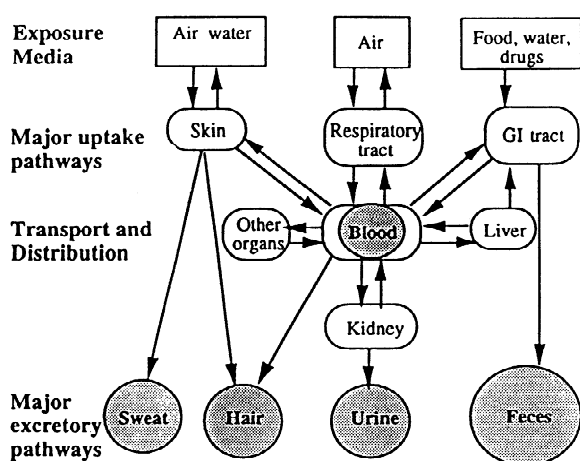 Exposure
Media
Air water
Air
Food, water,
drugs
Major uptake
pathways
Skin
Respiratory
tract
GI tract
Transport and
Distribution
Other
organs
Blood
Liver
Kidney
Major
excretory
pathways
Sweat
Hair
Urine
Feces